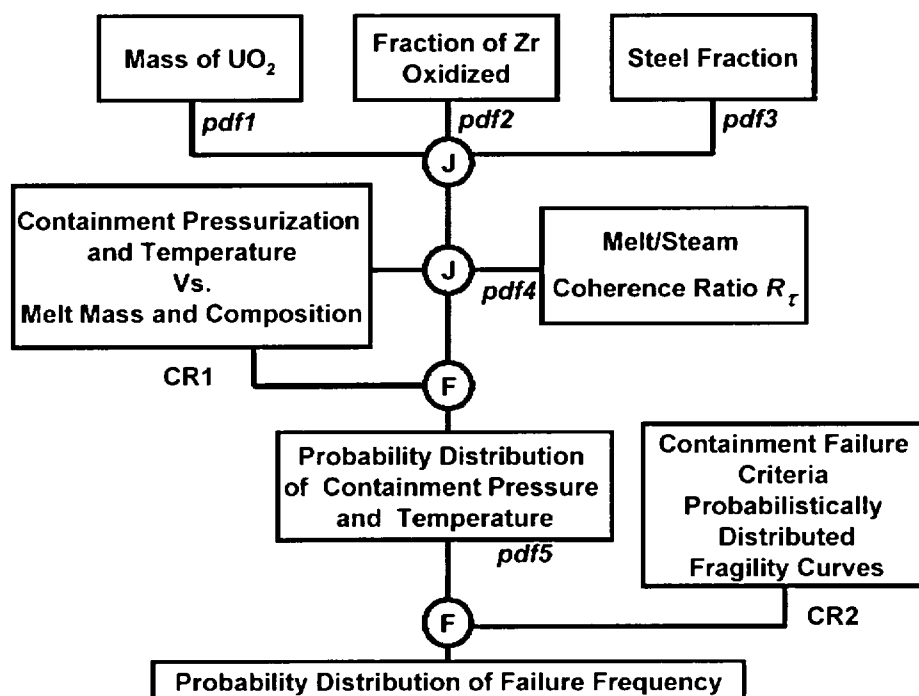 Mass of UO₂
Fraction of Zr
Oxidized
Steel Fraction
pdf1
pdf2
pdf3
J
Containment Pressurization
and Temperature
Vs.
Melt Mass and Composition
J
pdf4
Melt/Steam
Coherence Ratio R_τ
CR1
F
Probability Distribution
of Containment Pressure
and Temperature
pdf5
Containment Failure
Criteria
Probabilistically
Distributed
Fragility Curves
F
CR2
Probability Distribution of Failure Frequency